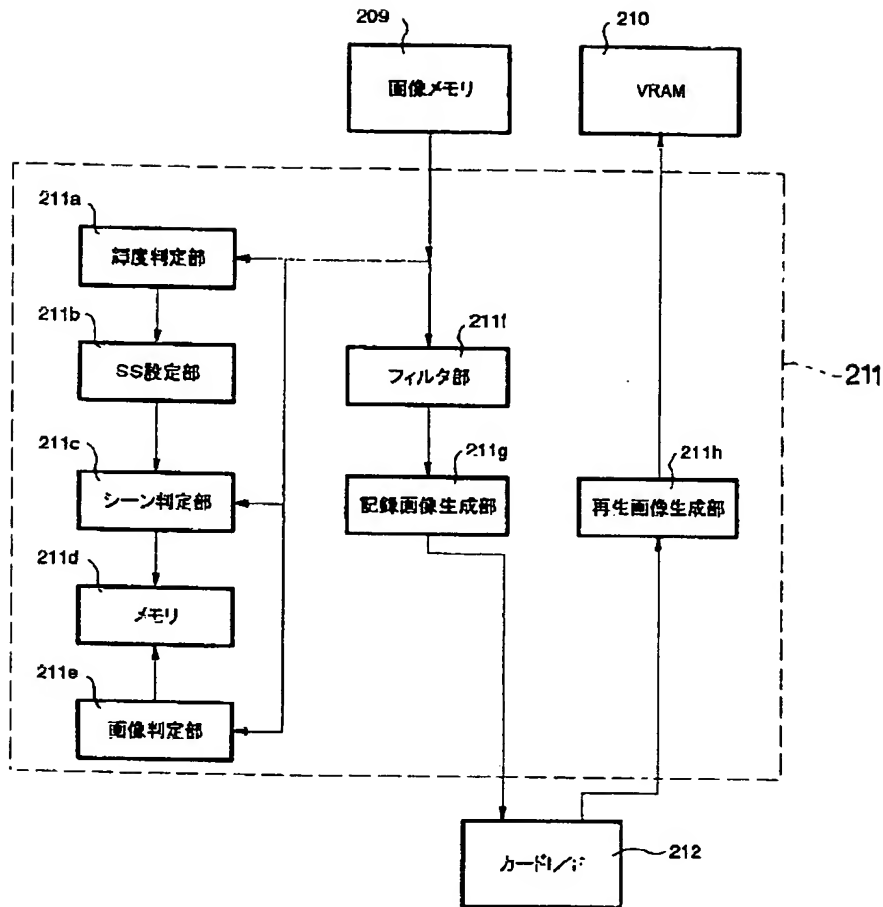 209
210
画像メモリ
VRAM
211a
輝度判定部
211b
SS設定部
211f
フィルタ部
211
211c
シーン判定部
211g
記録画像生成部
211h
再生画像生成部
211d
メモリ
211e
画像判定部
カードI/F
212